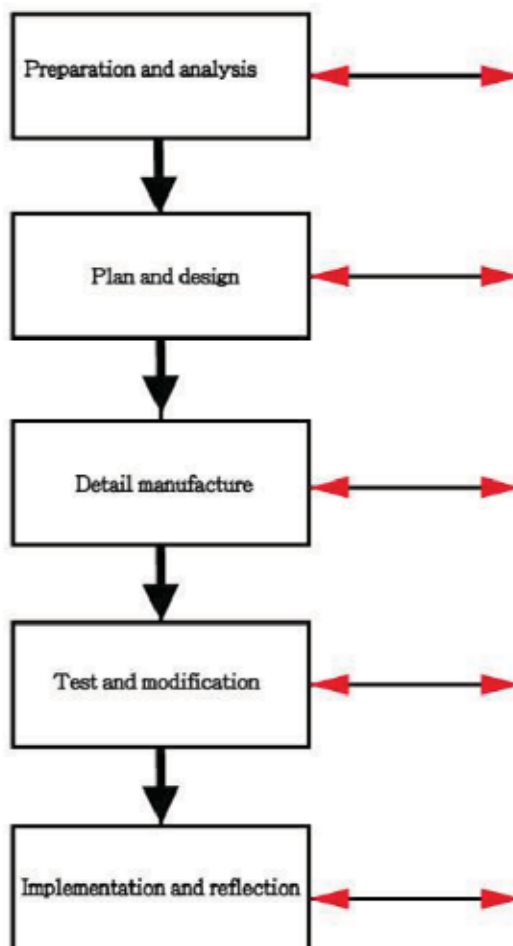 Preparation and analysis
Plan and design
Detail manufacture
Test and modification
Implementation and reflection